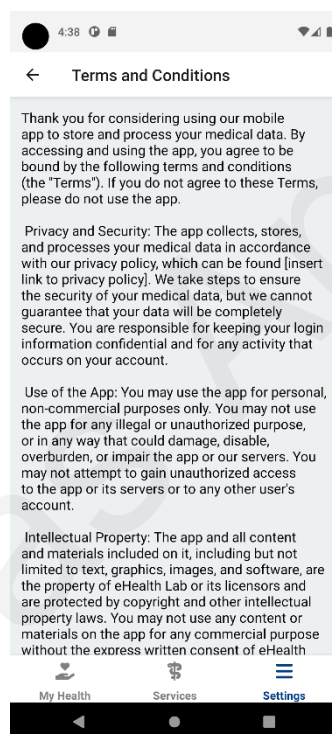 4:38
Terms and Conditions
Thank you for considering using our mobile
app to store and process your medical data. By
accessing and using the app, you agree to be
bound by the following terms and conditions
(the "Terms"). If you do not agree to these Terms,
please do not use the app.
Privacy and Security: The app collects, stores,
and processes your medical data in accordance
with our privacy policy, which can be found [insert
link to privacy policy]. We take steps to ensure
the security of your medical data, but we cannot
guarantee that your data will be completely
secure. You are responsible for keeping your login
information confidential and for any activity that
occurs on your account.
Use of the App: You may use the app for personal,
non-commercial purposes only. You may not use
the app for any illegal or unauthorized purpose,
or in any way that could damage, disable,
overburden, or impair the app or our servers. You
may not attempt to gain unauthorized access
to the app or its servers or to any other user's
account.
Intellectual Property: The app and all content
and materials included on it, including but not
limited to text, graphics, images, and software, are
the property of eHealth Lab or its licensors and
are protected by copyright and other intellectual
property laws. You may not use any content or
materials on the app for any commercial purpose
without the express written consent of eHealth
My Health Services Settings